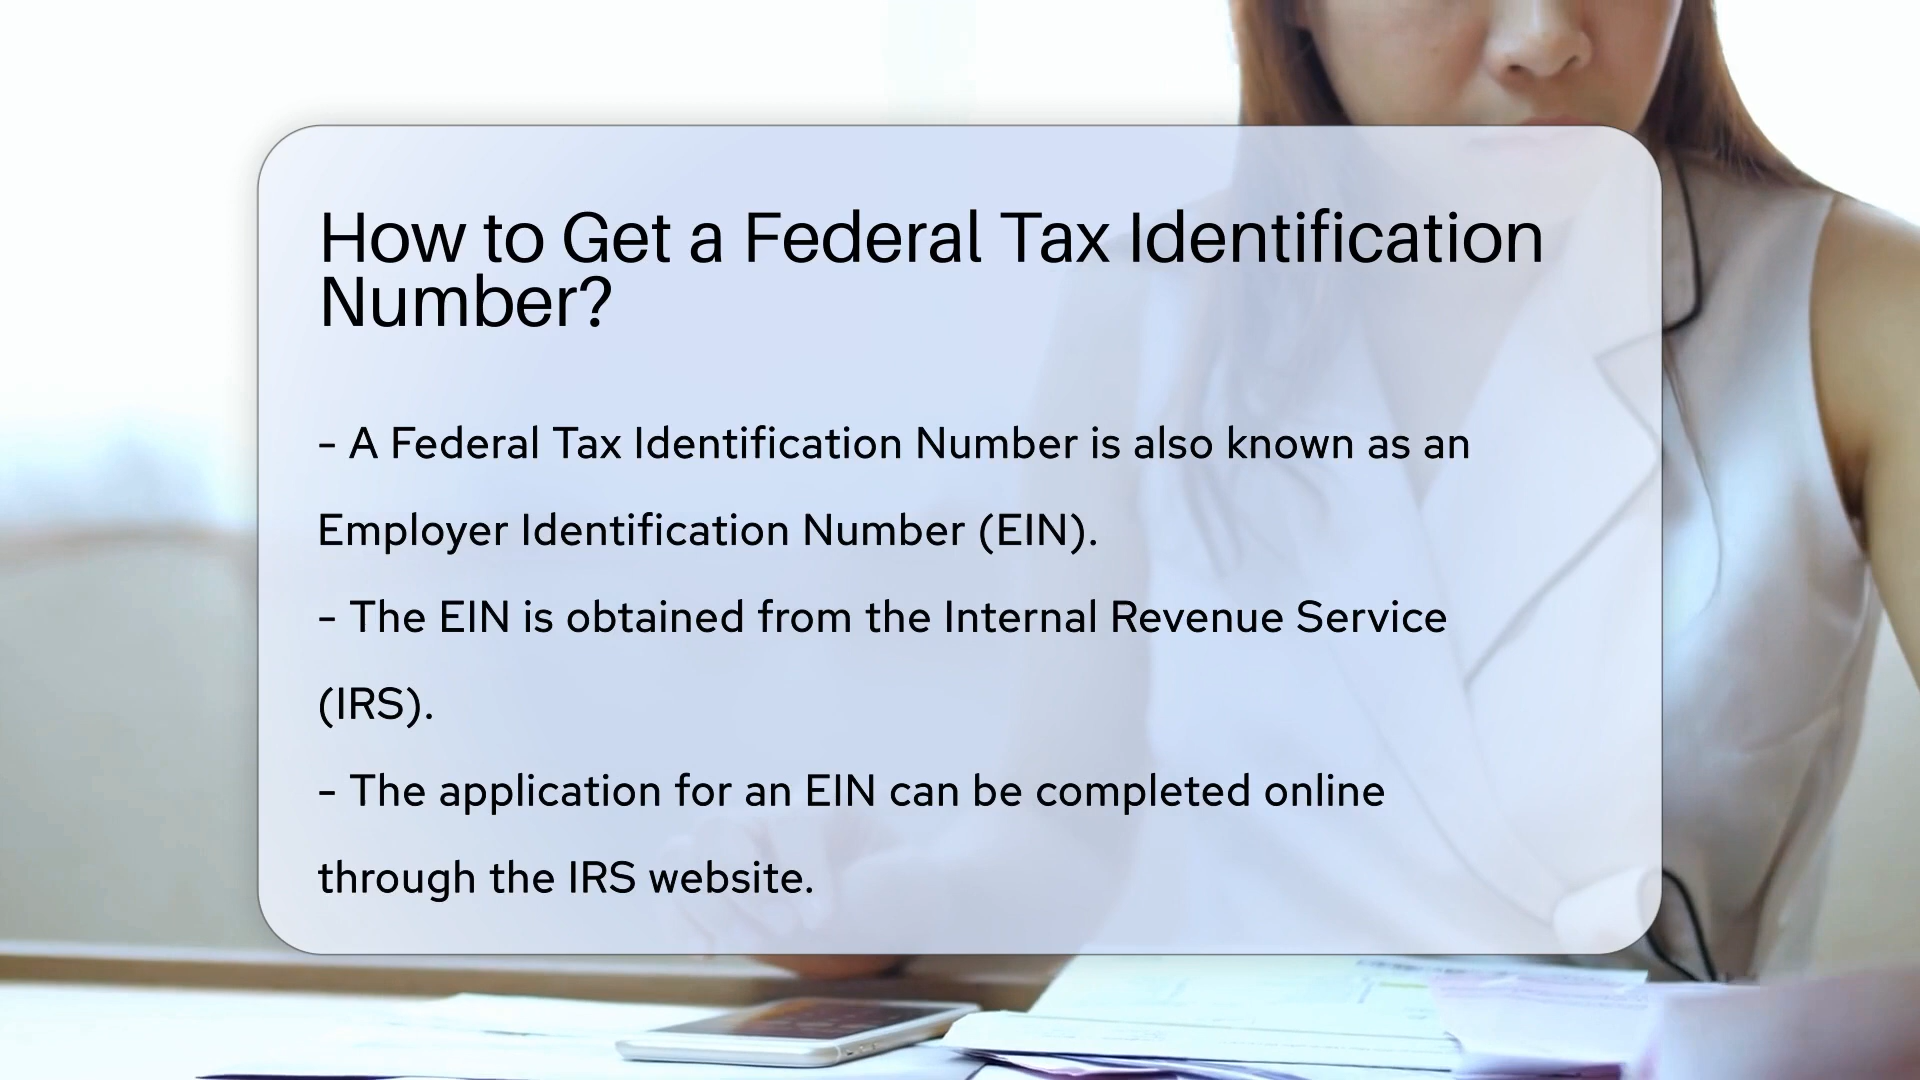 How to Get a Federal Tax Identification
Number?
- A Federal Tax Identification Number is also known as an
Employer Identification Number (EIN).
- The EIN is obtained from the Internal Revenue Service
(IRS).
- The application for an EIN can be completed online
through the IRS website.